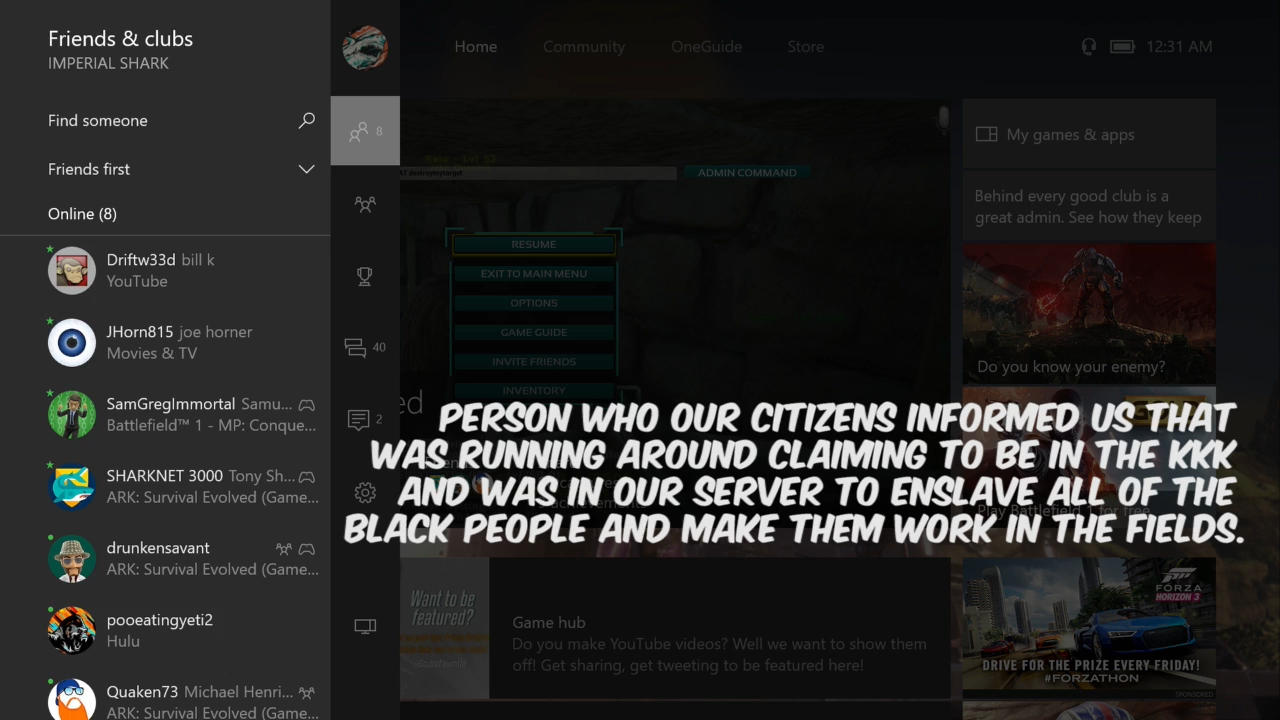 Friends & clubs
IMPERIAL SHARK
Find someone
Friends first
Online (8)
Driftw33d bill k
YouTube
JHorn815 joe horner
Movies & TV
SamGregImmortal Samu...
Battlefield™ 1 - MP: Conque...
SHARKNET 3000 Tony Sh...
ARK: Survival Evolved (Game...
drunkensavant
ARK: Survival Evolved (Game...
pooeatingyeti2
Hulu
Quaken73 Michael Henri...
ARK: Survival Evolved (Game...
8
40
2
Home Community OneGuide Store
12:31 AM
ADMIN COMMAND
RESUME
EXIT TO MAIN MENU
OPTIONS
GAME GUIDE
INVITE FRIENDS
INVENTORY
My games & apps
Behind every good club is a
great admin. See how they keep
Do you know your enemy?
PERSON WHO OUR CITIZENS INFORMED US THAT
WAS RUNNING AROUND CLAIMING TO BE IN THE KKK
AND WAS IN OUR SERVER TO ENSLAVE ALL OF THE
BLACK PEOPLE AND MAKE THEM WORK IN THE FIELDS.
Play Battlefield 1 for free
Want to be
featured?
Game hub
Do you make YouTube videos? Well we want to show them
off! Get sharing, get tweeting to be featured here!
FORZA
HORIZON 3
DRIVE FOR THE PRIZE EVERY FRIDAY!
#FORZATHON
SPONSORED